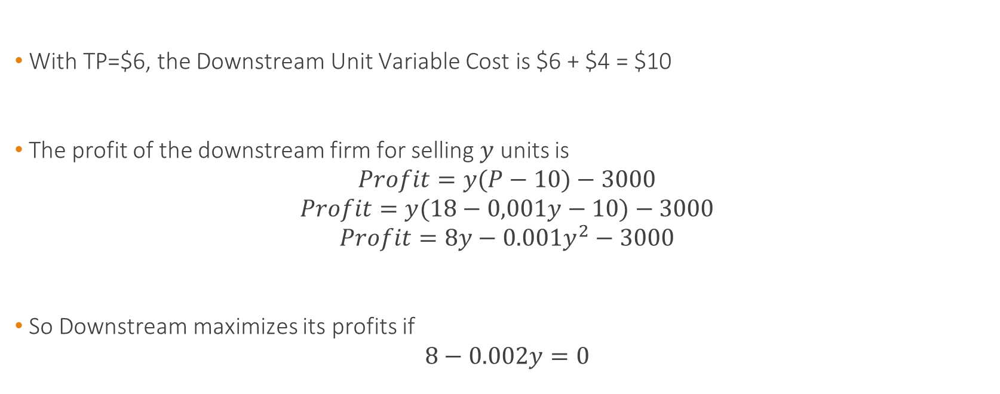 • With TP=$6, the Downstream Unit Variable Cost is $6 + $4 = $10
• The profit of the downstream firm for selling y units is
Profit = y(P − 10) − 3000
Profit = y(18 − 0,001y − 10) − 3000
Profit = 8y − 0.001y² − 3000
• So Downstream maximizes its profits if
8 − 0.002y = 0